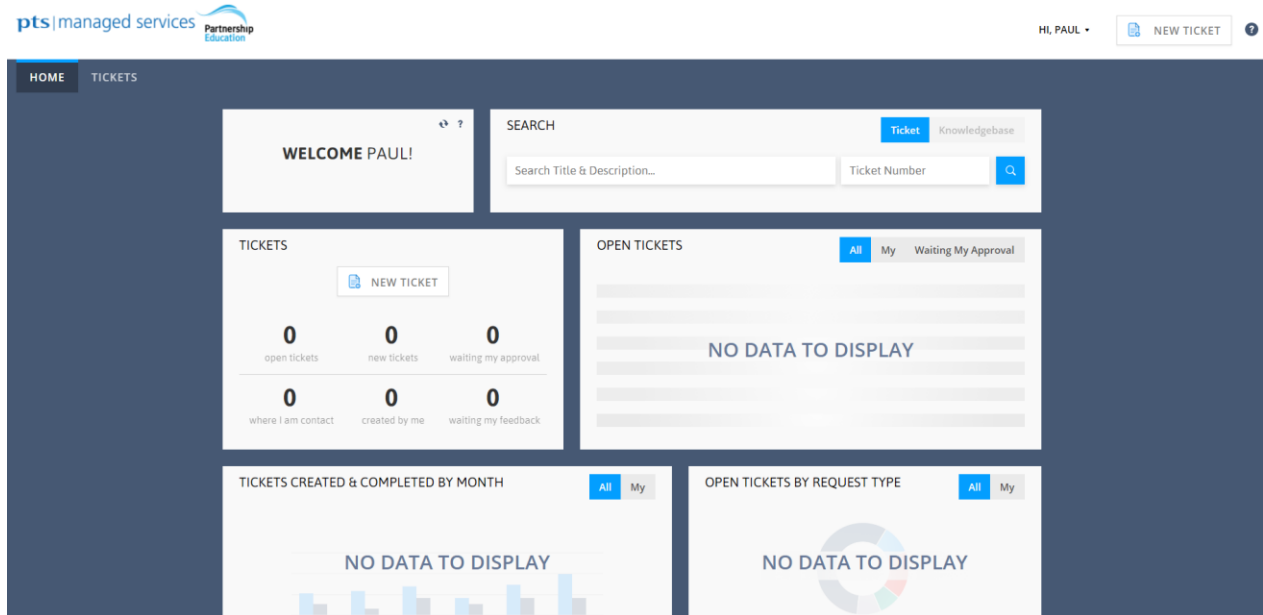 pts|managed services
Partnership
Education
HI, PAUL
NEW TICKET
?
HOME
TICKETS
?
WELCOME PAUL!
SEARCH
Ticket
Knowledgebase
Search Title & Description...
Ticket Number
TICKETS
NEW TICKET
0
0
0
open tickets
new tickets
waiting my approval
0
0
0
where I am contact
created by me
waiting my feedback
OPEN TICKETS
All
My
Waiting My Approval
NO DATA TO DISPLAY
TICKETS CREATED & COMPLETED BY MONTH
All
My
NO DATA TO DISPLAY
OPEN TICKETS BY REQUEST TYPE
All
My
NO DATA TO DISPLAY